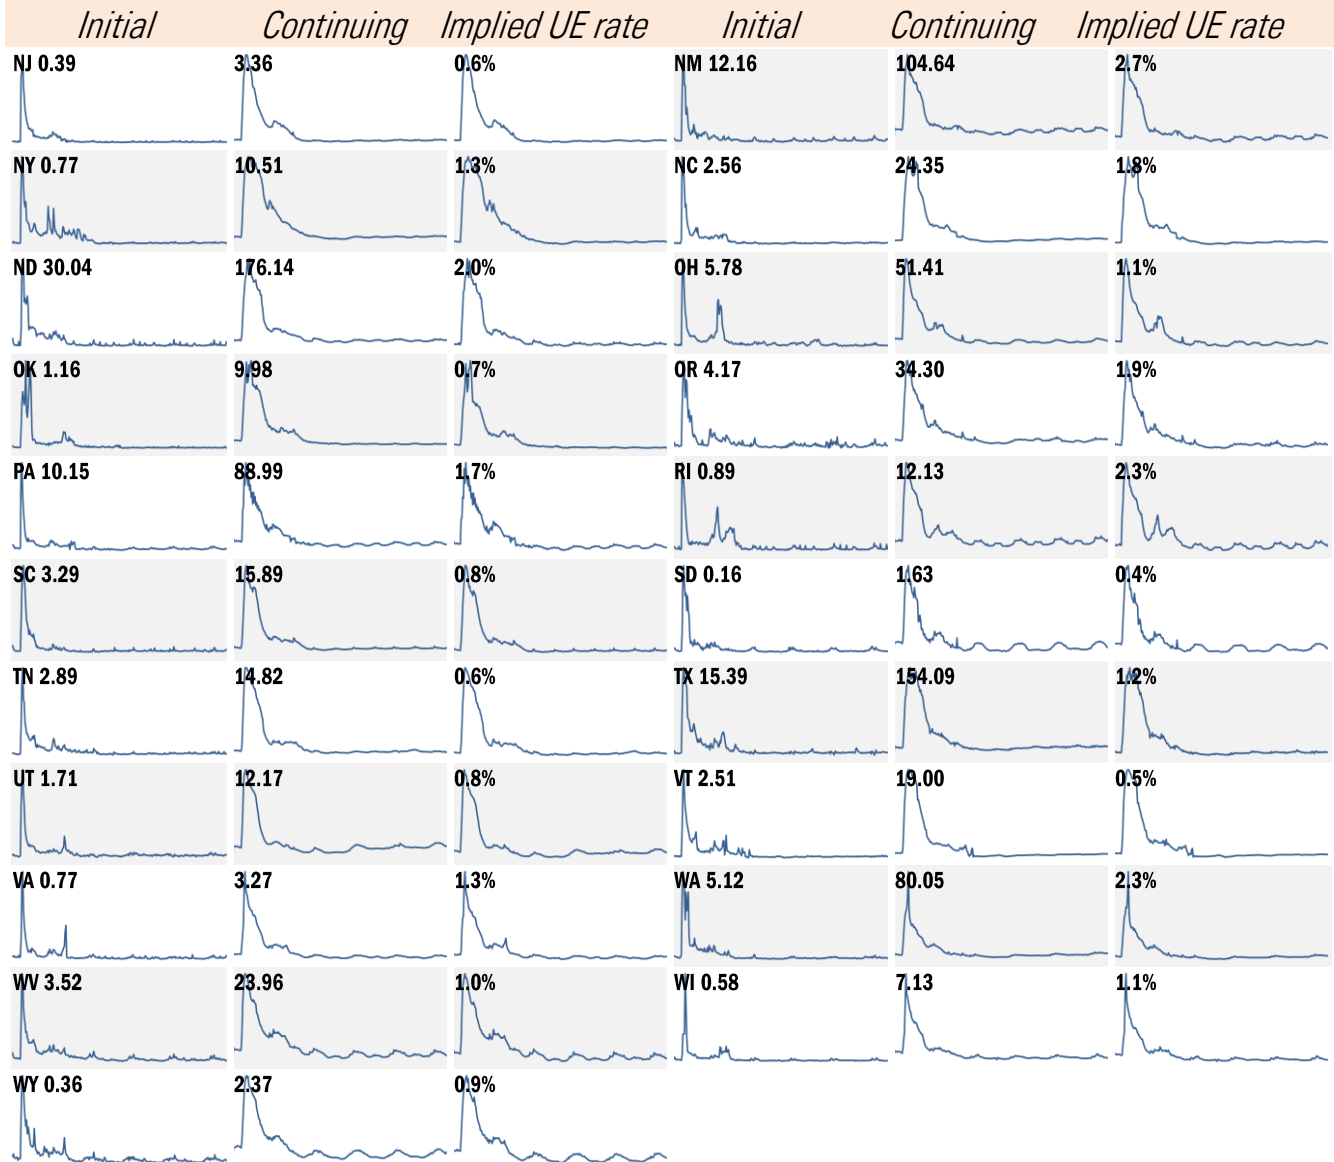 Initial Continuing Implied UE rate Initial Continuing Implied UE rate
NJ 0.39 3.36 0.6% NM 12.16 104.64 2.7%
NY 0.77 10.51 1.3% NC 2.56 24.35 1.8%
ND 30.04 176.14 2.0% OH 5.78 51.41 1.1%
OK 1.16 9.98 0.7% OR 4.17 34.30 1.9%
PA 10.15 88.99 1.7% RI 0.89 12.13 2.3%
SC 3.29 15.89 0.8% SD 0.16 1.63 0.4%
TN 2.89 14.82 0.6% TX 15.39 154.09 1.2%
UT 1.71 12.17 0.8% VT 2.51 19.00 0.5%
VA 0.77 3.27 1.3% WA 5.12 80.05 2.3%
WV 3.52 23.96 1.0% WI 0.58 7.13 1.1%
WY 0.36 2.37 0.9%